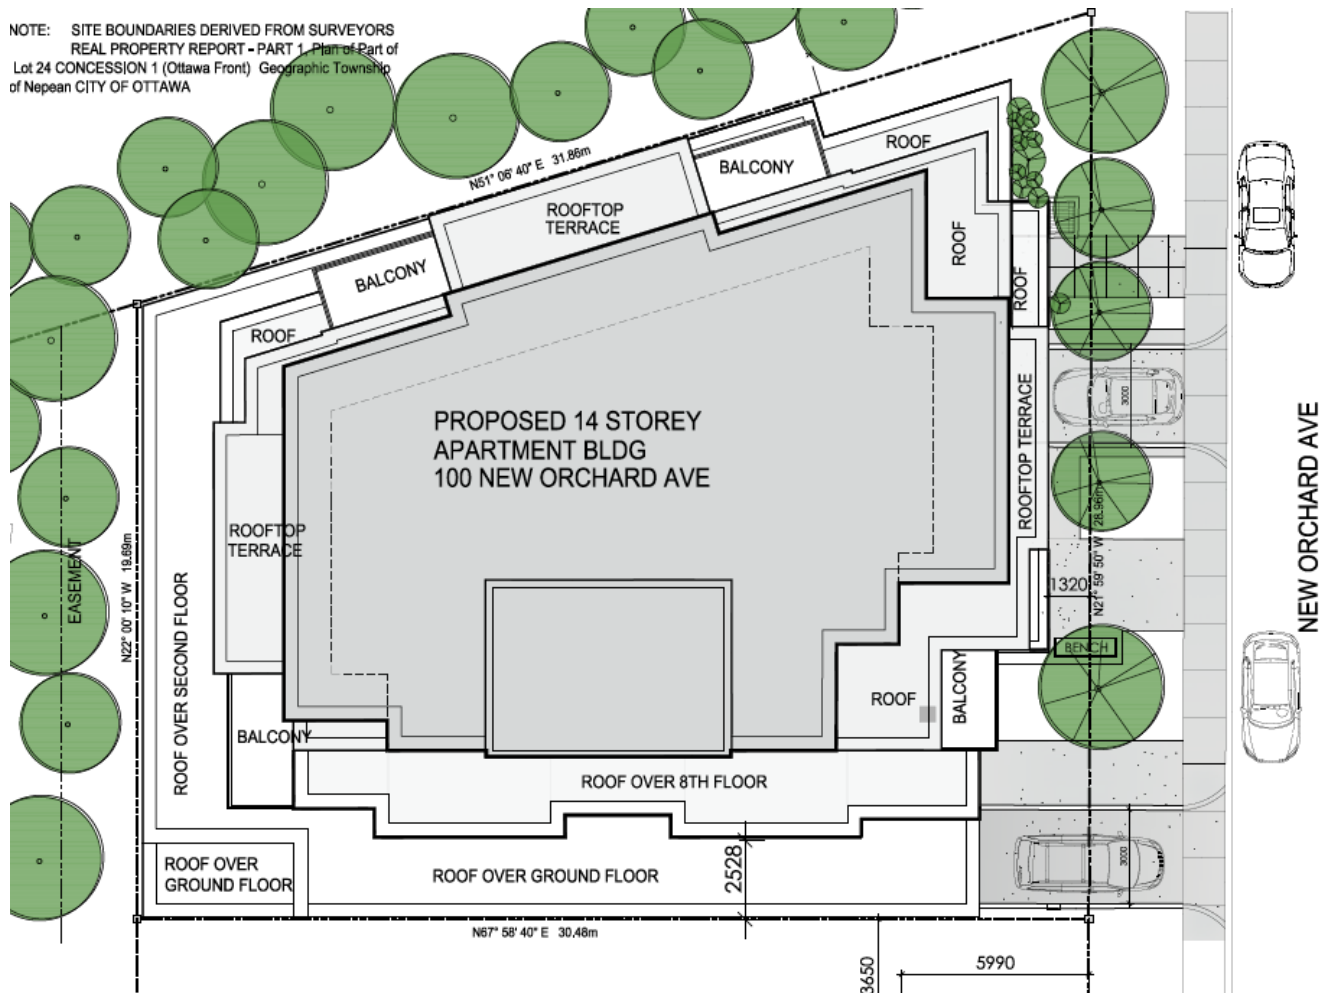 NOTE: SITE BOUNDARIES DERIVED FROM SURVEYORS
REAL PROPERTY REPORT - PART 1, Plan of Part of
Lot 24 CONCESSION 1 (Ottawa Front) Geographic Township
of Nepean CITY OF OTTAWA
N51° 06' 40" E 31.86m
BALCONY
ROOF
ROOFTOP
TERRACE
BALCONY
ROOF
ROOF
ROOF
PROPOSED 14 STOREY
APARTMENT BLDG
100 NEW ORCHARD AVE
ROOFTOP TERRACE
3000
NEW ORCHARD AVE
N21° 59' 50" W 28.96m
1320
BENCH
ROOFTOP
TERRACE
EASEMENT
N22° 00' 10" W 19.69m
ROOF OVER SECOND FLOOR
BALCONY
ROOF
BALCONY
ROOF OVER 8TH FLOOR
ROOF OVER
GROUND FLOOR
ROOF OVER GROUND FLOOR
2528
3000
N67° 58' 40" E 30.48m
3650
5990